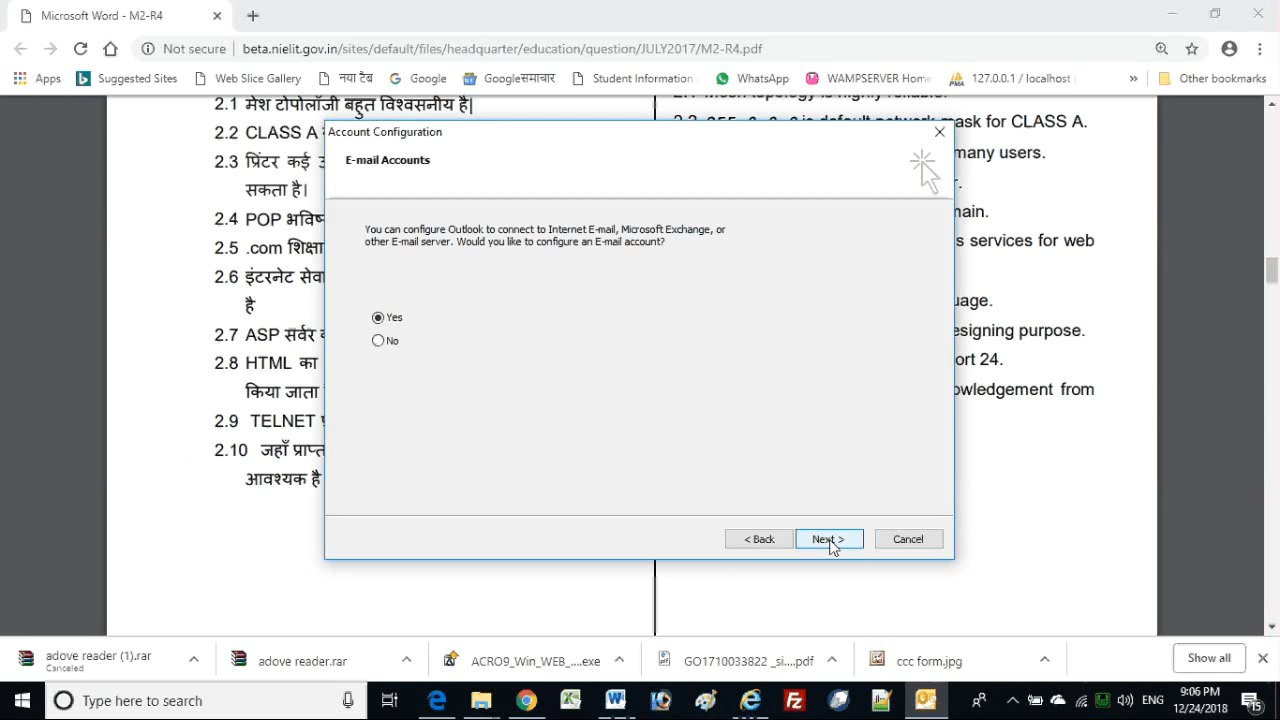 Microsoft Word - M2-R4
Not secure
beta.nielit.gov.in/sites/default/files/headquarter/education/question/JULY2017/M2-R4.pdf
Apps
Suggested Sites
Web Slice Gallery
नया टैब
Google
Googleसमाचार
Student Information
WhatsApp
WAMPSERVER Home
127.0.0.1 / localhost
»
Other bookmarks
2.1 मेश टोपोलॉजी बहुत विश्वसनीय है|
2.2 CLASS A
2.3 प्रिंटर कई
सकता है।
2.4 POP
2.5 .com शिक्षा
2.6 इंटरनेट सेवा
है
2.7 ASP सर्वर
2.8 HTML का
किया जाता
2.9 TELNET
2.10 जहाँ प्राप्त
आवश्यक है
Account Configuration
E-mail Accounts
You can configure Outlook to connect to Internet E-mail, Microsoft Exchange, or
other E-mail server. Would you like to configure an E-mail account?
Yes
No
< Back
Next >
Cancel
mask for CLASS A.
many users.
main.
s services for web
uage.
esigning purpose.
ort 24.
owledgement from
adove reader (1).rar
Canceled
adove reader.rar
ACRO9_Win_WEB_....exe
GO1710033822 _si....pdf
ccc form.jpg
Show all
Type here to search
ENG
9:06 PM
12/24/2018
15